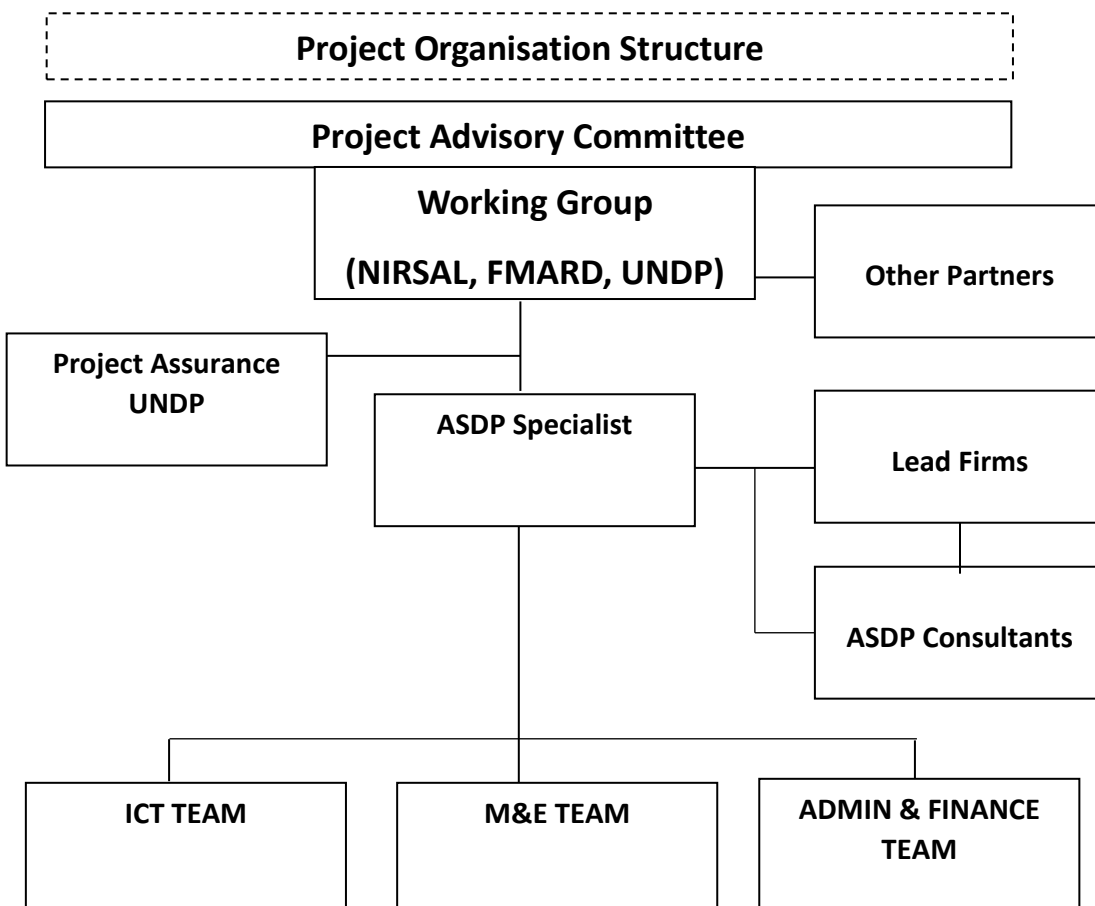 Project Organisation Structure
Project Advisory Committee
Working Group
(NIRSAL, FMARD, UNDP)
Other Partners
Project Assurance
UNDP
ASDP Specialist
Lead Firms
ASDP Consultants
ICT TEAM
M&E TEAM
ADMIN & FINANCE
TEAM